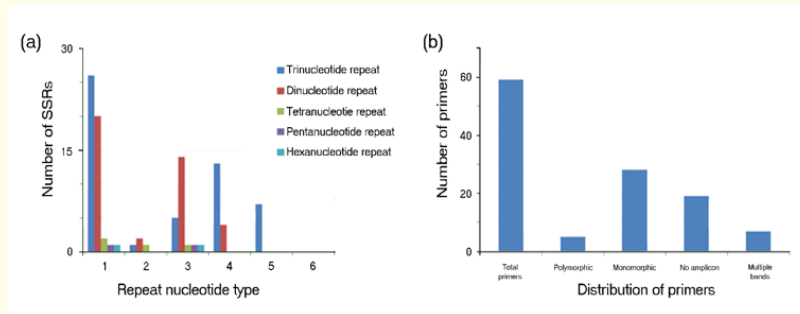 (a)
30
15
0
Number of SSRs
Trinucleotide repeat
Dinucleotide repeat
Tetranucleotie repeat
Pentanucleotide repeat
Hexanucleotide repeat
1 2 3 4 5 6
Repeat nucleotide type
(b)
60
40
20
0
Number of primers
Total
primers
Polymorphic
Monomorphic
No amplicon
Multiple
bands
Distribution of primers